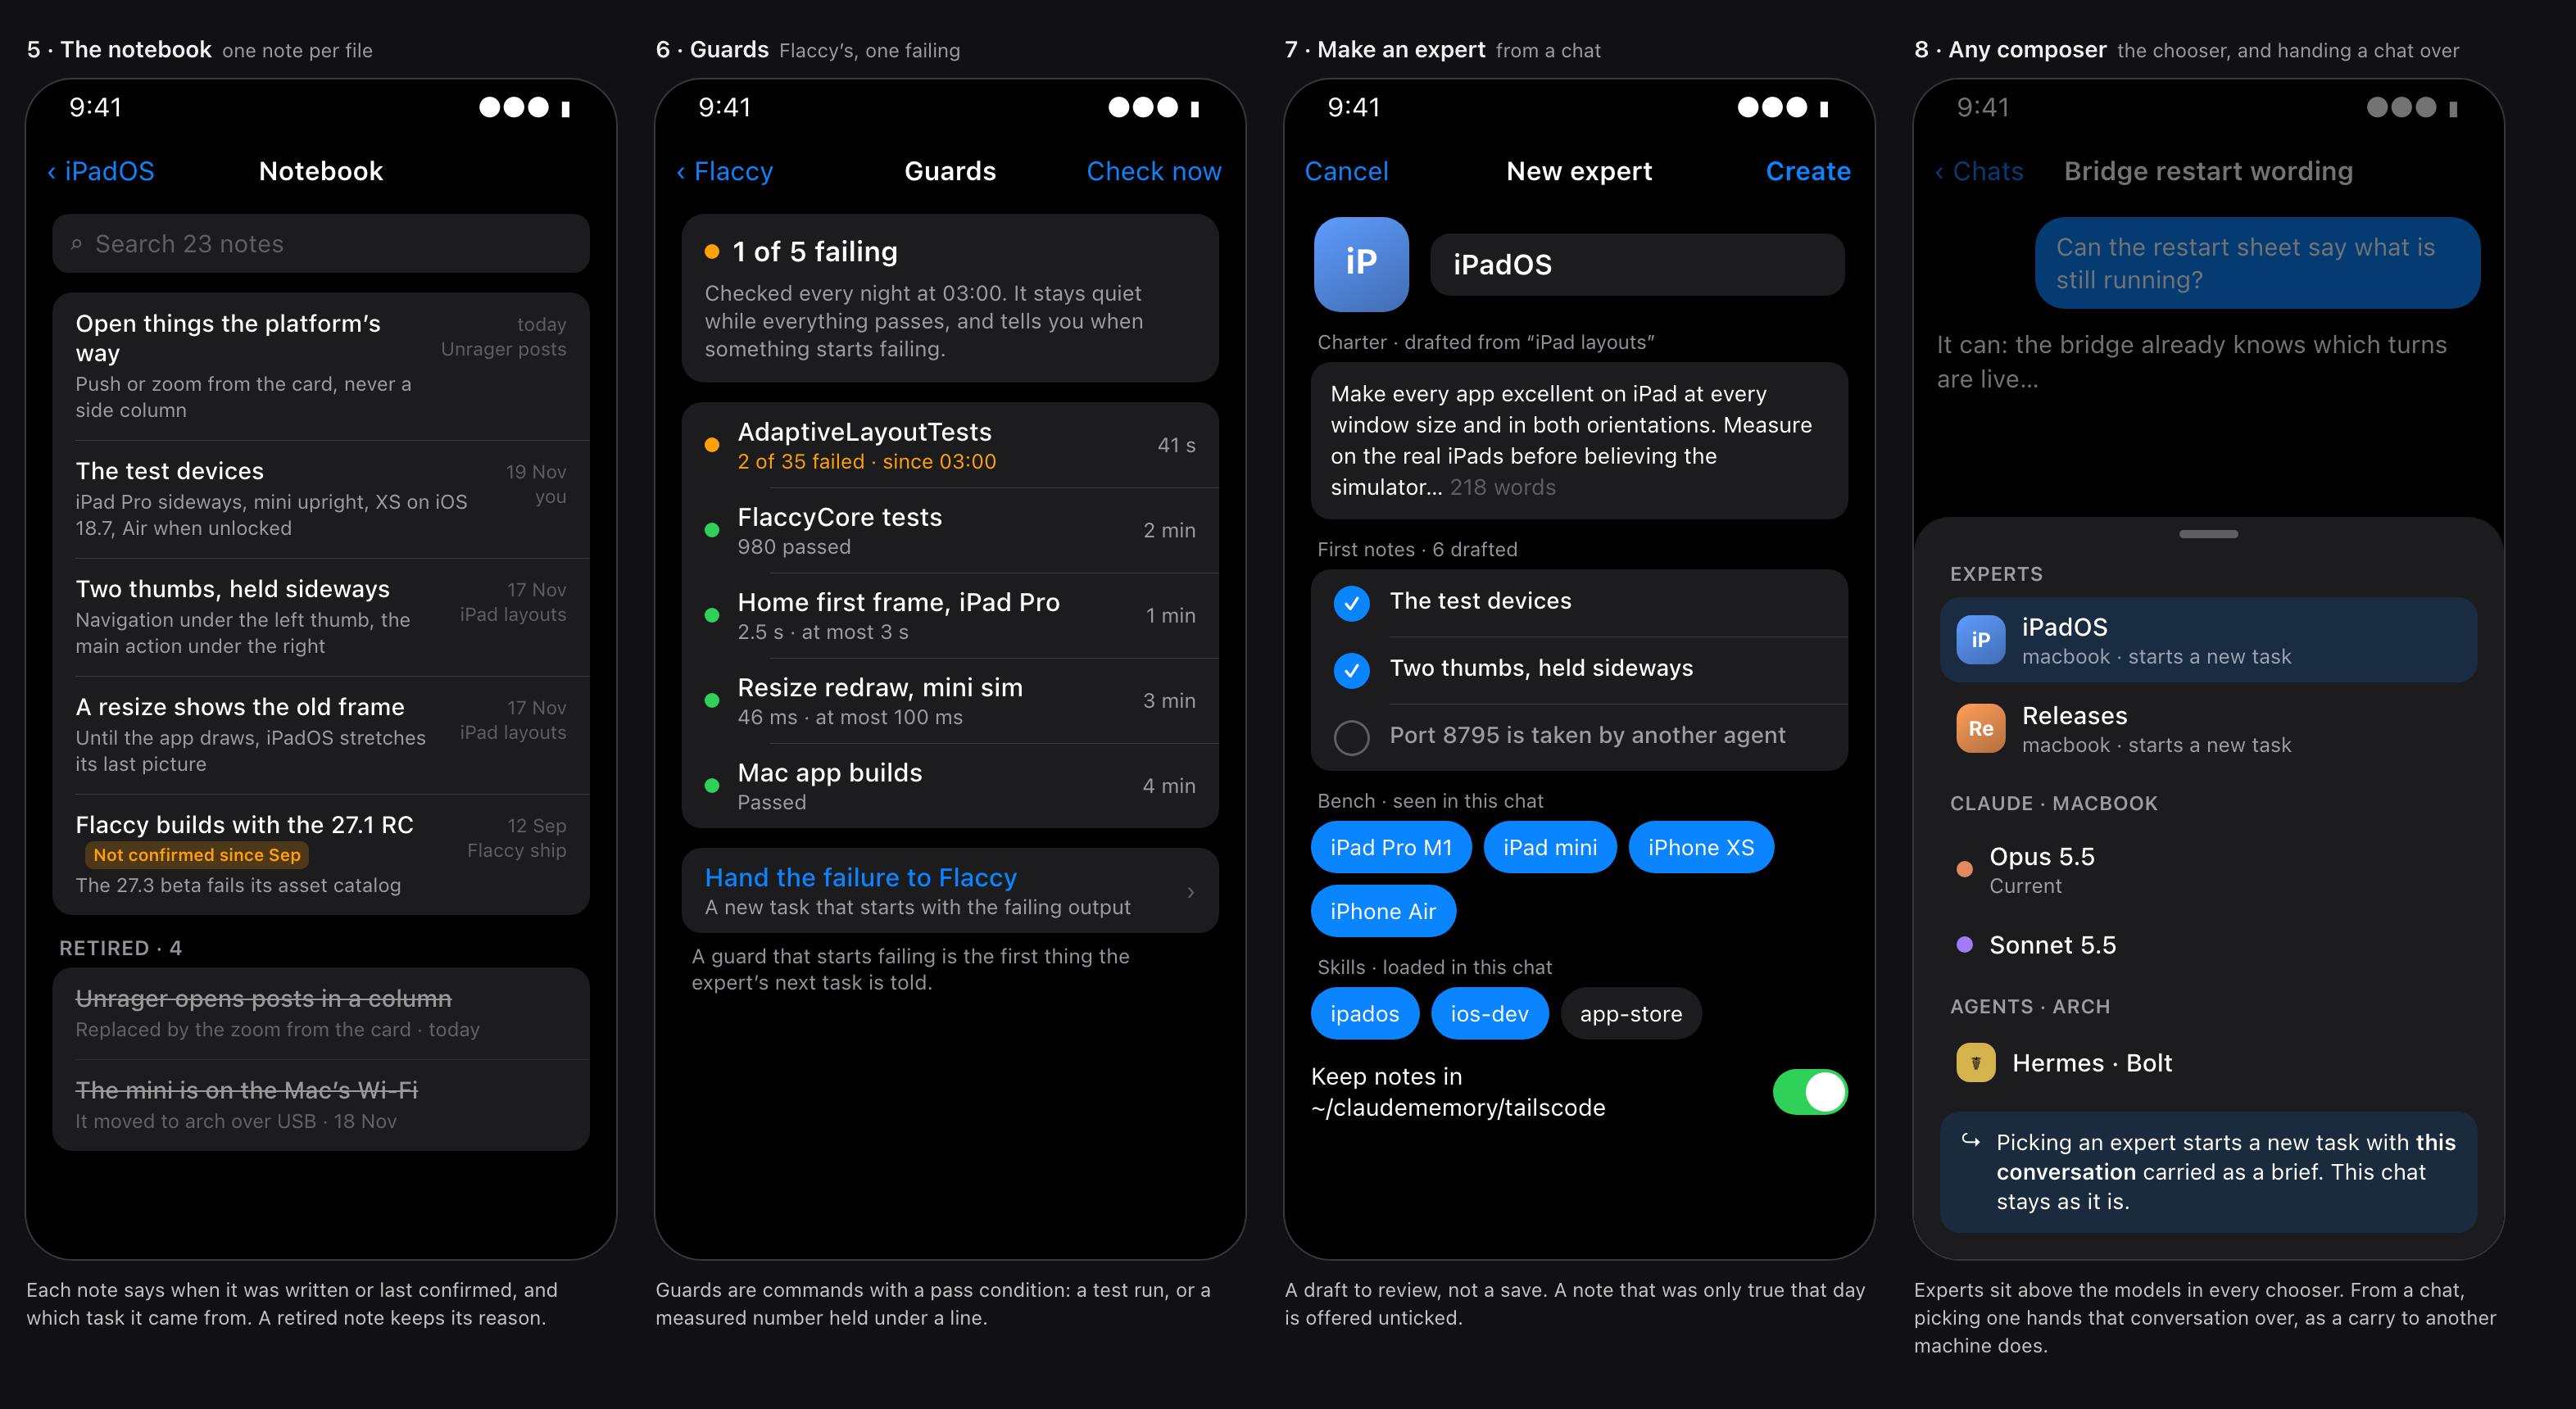 5 · The notebook one note per file
9:41
‹ iPadOS
Notebook
Search 23 notes
Open things the platform’s
way
today
Unrager posts
Push or zoom from the card, never a
side column
The test devices
19 Nov
you
iPad Pro sideways, mini upright, XS on iOS
18.7, Air when unlocked
Two thumbs, held sideways
17 Nov
iPad layouts
Navigation under the left thumb, the
main action under the right
A resize shows the old frame
17 Nov
iPad layouts
Until the app draws, iPadOS stretches
its last picture
Flaccy builds with the 27.1 RC
12 Sep
Flaccy ship
Not confirmed since Sep
The 27.3 beta fails its asset catalog
RETIRED · 4
Unrager opens posts in a column
Replaced by the zoom from the card · today
The mini is on the Mac’s Wi-Fi
It moved to arch over USB · 18 Nov
Each note says when it was written or last confirmed, and
which task it came from. A retired note keeps its reason.
6 · Guards Flaccy’s, one failing
9:41
‹ Flaccy
Guards
Check now
1 of 5 failing
Checked every night at 03:00. It stays quiet
while everything passes, and tells you when
something starts failing.
AdaptiveLayoutTests
2 of 35 failed · since 03:00
41 s
FlaccyCore tests
980 passed
2 min
Home first frame, iPad Pro
2.5 s · at most 3 s
1 min
Resize redraw, mini sim
46 ms · at most 100 ms
3 min
Mac app builds
Passed
4 min
Hand the failure to Flaccy
A new task that starts with the failing output
›
A guard that starts failing is the first thing the
expert’s next task is told.
Guards are commands with a pass condition: a test run, or a
measured number held under a line.
7 · Make an expert from a chat
9:41
Cancel
New expert
Create
iP
iPadOS
Charter · drafted from “iPad layouts”
Make every app excellent on iPad at every
window size and in both orientations. Measure
on the real iPads before believing the
simulator… 218 words
First notes · 6 drafted
The test devices
Two thumbs, held sideways
Port 8795 is taken by another agent
Bench · seen in this chat
iPad Pro M1
iPad mini
iPhone XS
iPhone Air
Skills · loaded in this chat
ipados
ios-dev
app-store
Keep notes in
~/claudememory/tailscode
A draft to review, not a save. A note that was only true that day
is offered unticked.
8 · Any composer the chooser, and handing a chat over
9:41
‹ Chats
Bridge restart wording
Can the restart sheet say what is
still running?
It can: the bridge already knows which turns
are live…
EXPERTS
iP
iPadOS
macbook · starts a new task
Re
Releases
macbook · starts a new task
CLAUDE · MACBOOK
Opus 5.5
Current
Sonnet 5.5
AGENTS · ARCH
Hermes · Bolt
↪ Picking an expert starts a new task with this
conversation carried as a brief. This chat
stays as it is.
Experts sit above the models in every chooser. From a chat,
picking one hands that conversation over, as a carry to another
machine does.